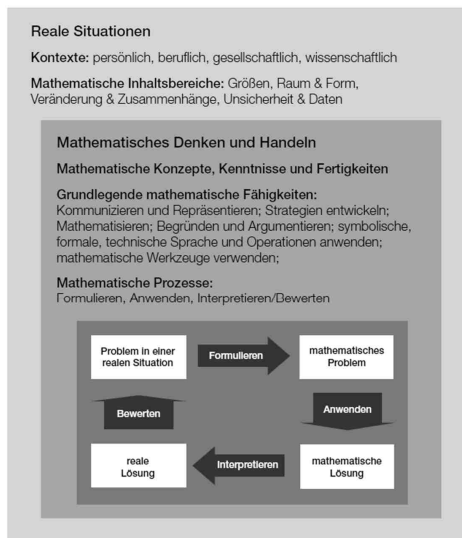 Reale Situationen
Kontexte: persönlich, beruflich, gesellschaftlich, wissenschaftlich
Mathematische Inhaltsbereiche: Größen, Raum & Form,
Veränderung & Zusammenhänge, Unsicherheit & Daten
Mathematisches Denken und Handeln
Mathematische Konzepte, Kenntnisse und Fertigkeiten
Grundlegende mathematische Fähigkeiten:
Kommunizieren und Repräsentieren; Strategien entwickeln;
Mathematisieren; Begründen und Argumentieren; symbolische,
formale, technische Sprache und Operationen anwenden;
mathematische Werkzeuge verwenden;
Mathematische Prozesse:
Formulieren, Anwenden, Interpretieren/Bewerten
Problem in einer
realen Situation
Formulieren
mathematisches
Problem
Bewerten
Anwenden
reale
Lösung
Interpretieren
mathematische
Lösung